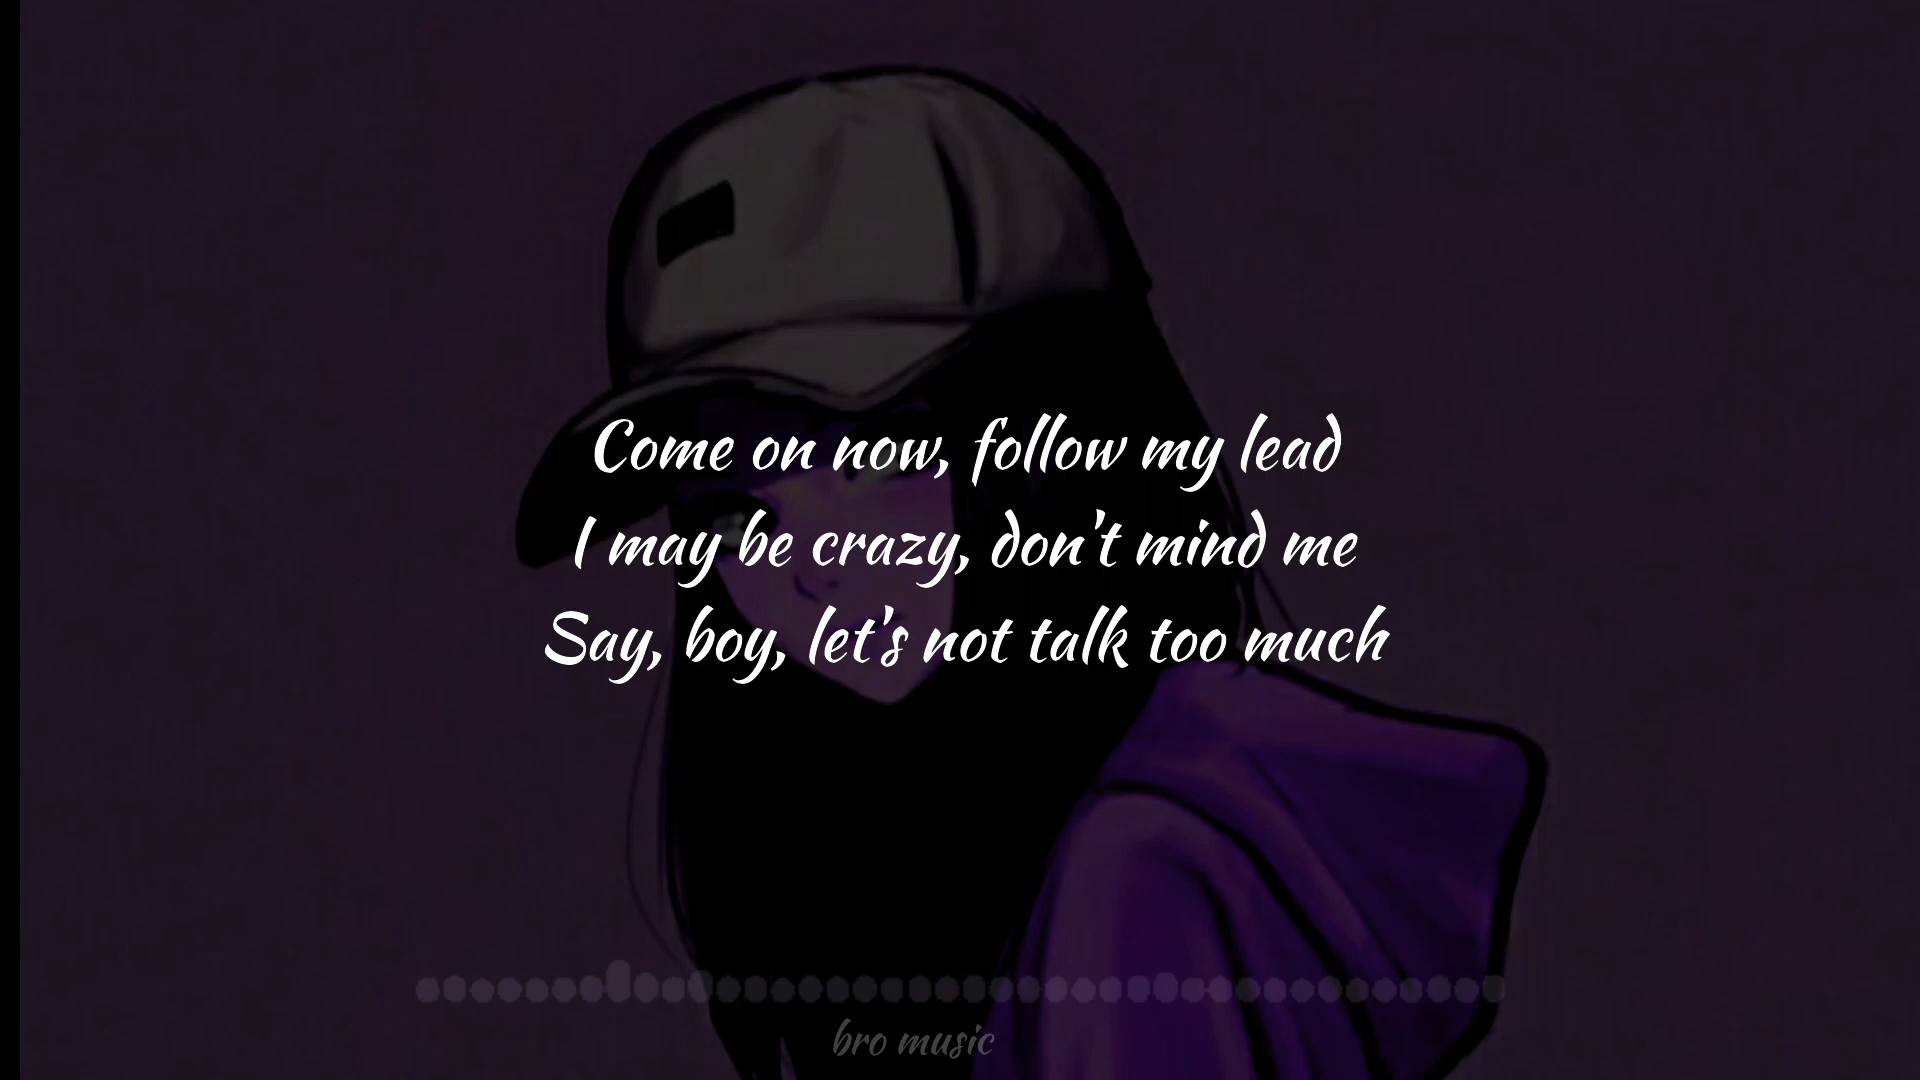 Come on now, follow my lead
I may be crazy, don't mind me
Say, boy, let's not talk too much
bro music